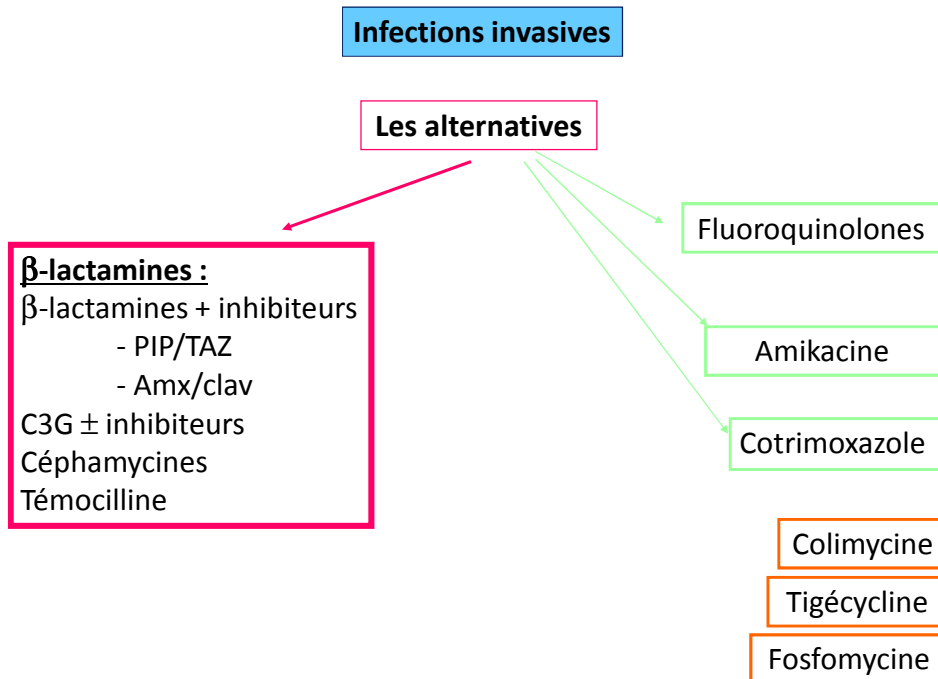 Infections invasives
Les alternatives
β-lactamines :
β-lactamines + inhibiteurs
- PIP/TAZ
- Amx/clav
C3G ± inhibiteurs
Céphamycines
Témocilline
Fluoroquinolones
Amikacine
Cotrimoxazole
Colimycine
Tigécycline
Fosfomycine